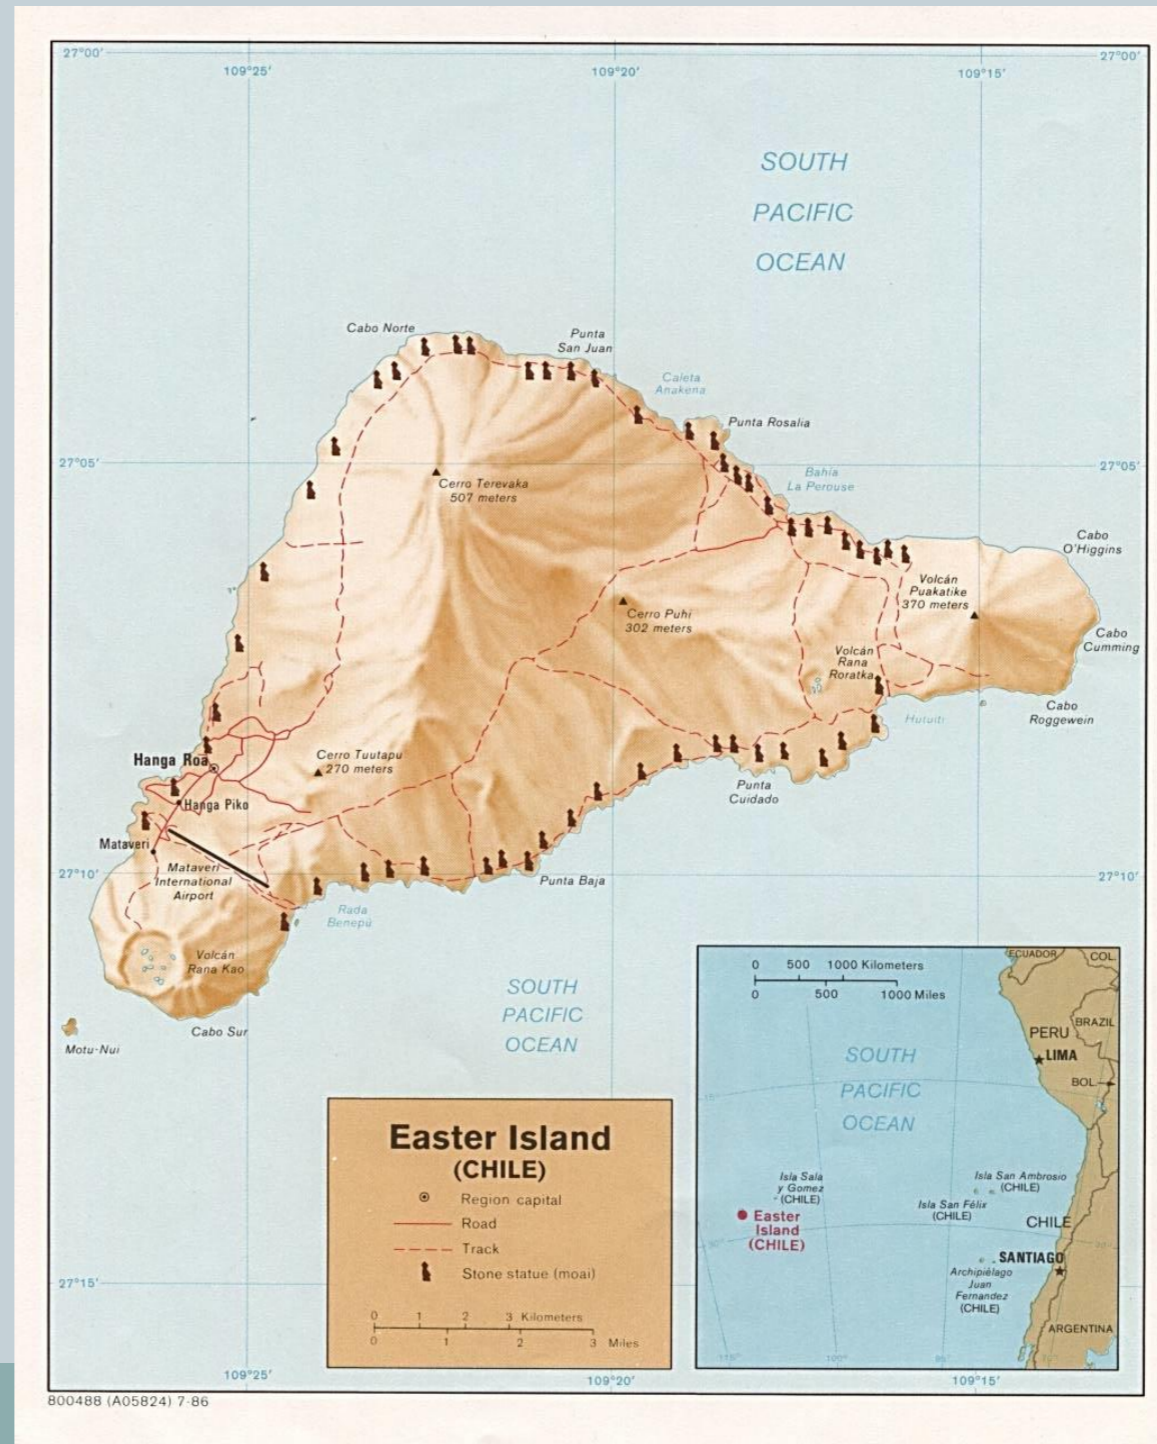 27°00'
109°25'
109°20'
109°15'
27°00'
SOUTH
PACIFIC
OCEAN
Cabo Norte
Punta
San Juan
Caleta
Anakena
Punta Rosalia
27°05'
27°05'
Bahía
La Perouse
Cerro Terevaka
507 meters
Cabo
O'Higgins
Volcán
Puakatike
370 meters
Cerro Puhi
302 meters
Cabo
Cumming
Volcán
Rana
Roratka
Hutuiti
Cabo
Roggewein
Hanga Roa
Cerro Tuutapu
270 meters
Punta
Cuidado
Hanga Piko
Mataveri
Mataveri
International
Airport
27°10'
27°10'
Punta Baja
Rada
Benepú
Volcán
Rana Kao
Cabo Sur
Motu-Nui
SOUTH
PACIFIC
OCEAN
Easter Island
(CHILE)
Region capital
Road
Track
Stone statue (moai)
0 1 2 3 Kilometers
0 1 2 3 Miles
0 500 1000 Kilometers
0 500 1000 Miles
ECUADOR
COL.
BRAZIL
PERU
LIMA
BOL.
SOUTH
PACIFIC
OCEAN
Isla Sala
y Gomez
(CHILE)
Easter
Island
(CHILE)
Isla San Ambrosio
(CHILE)
Isla San Félix
(CHILE)
CHILE
SANTIAGO
Archipiélago
Juan
Fernandez
(CHILE)
ARGENTINA
27°15'
109°25'
109°20'
109°15'
800488 (A05824) 7-86